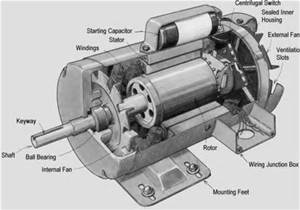 Centrifugal Switch
Sealed Inner
Housing
Starting Capacitor
Stator
External Fan
Windings
Ventilation
Slots
Keyway
Shaft
Ball Bearing
Internal Fan
Rotor
Wiring Junction Box
Mounting Feet